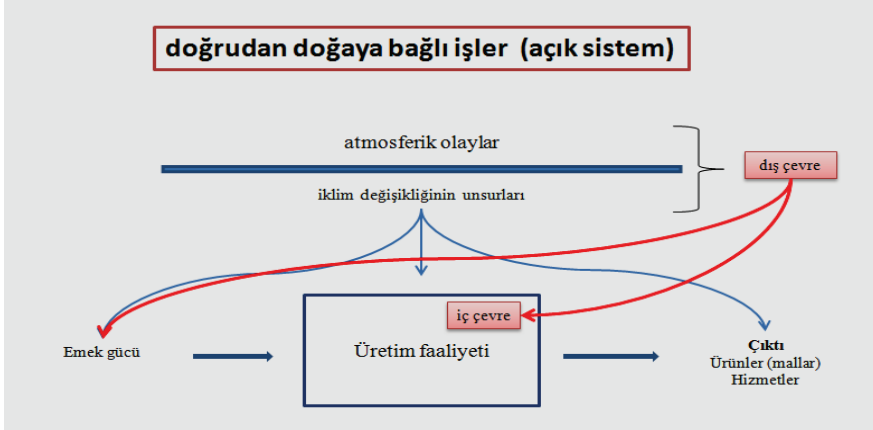 doğrudan doğaya bağlı işler (açık sistem)
atmosferik olaylar
dış çevre
iklim değişikliğinin unsurları
iç çevre
Emek gücü
Üretim faaliyeti
Çıktı
Ürünler (mallar)
Hizmetler